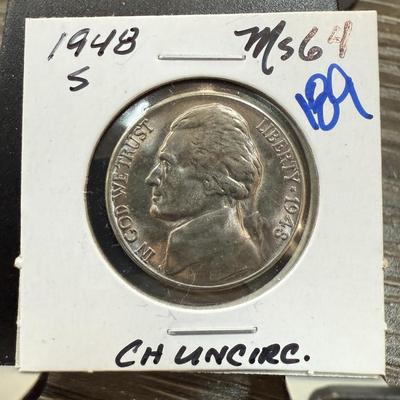 1948 MS64
S
189
IN GOD WE TRUST
LIBERTY * 1948
CH UNCIRC.